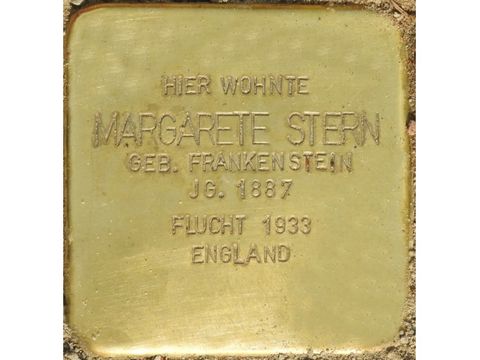 HIER WOHNTE
MARGARETE STERN
GEB. FRANKENSTEIN
JG. 1887
FLUCHT 1933
ENGLAND